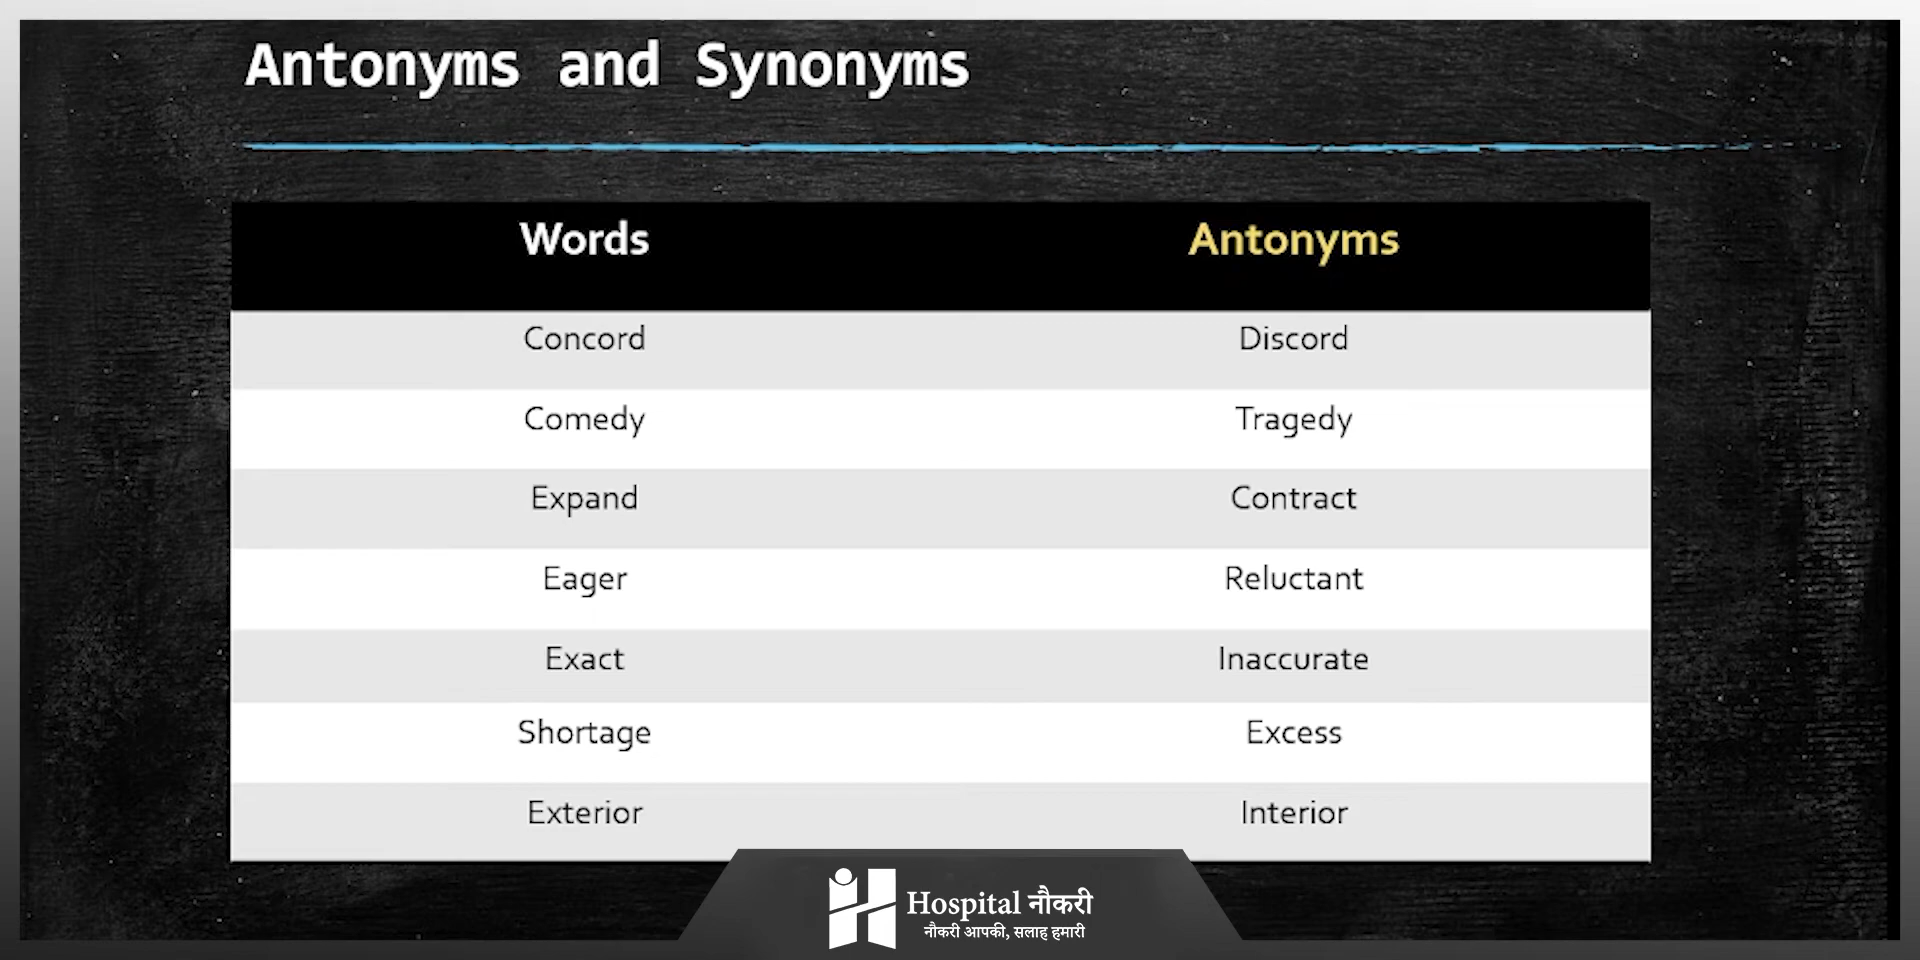 Antonyms and Synonyms
Words Antonyms
Concord Discord
Comedy Tragedy
Expand Contract
Eager Reluctant
Exact Inaccurate
Shortage Excess
Exterior Interior
Hospital नौकरी
नौकरी आपकी, सलाह हमारी